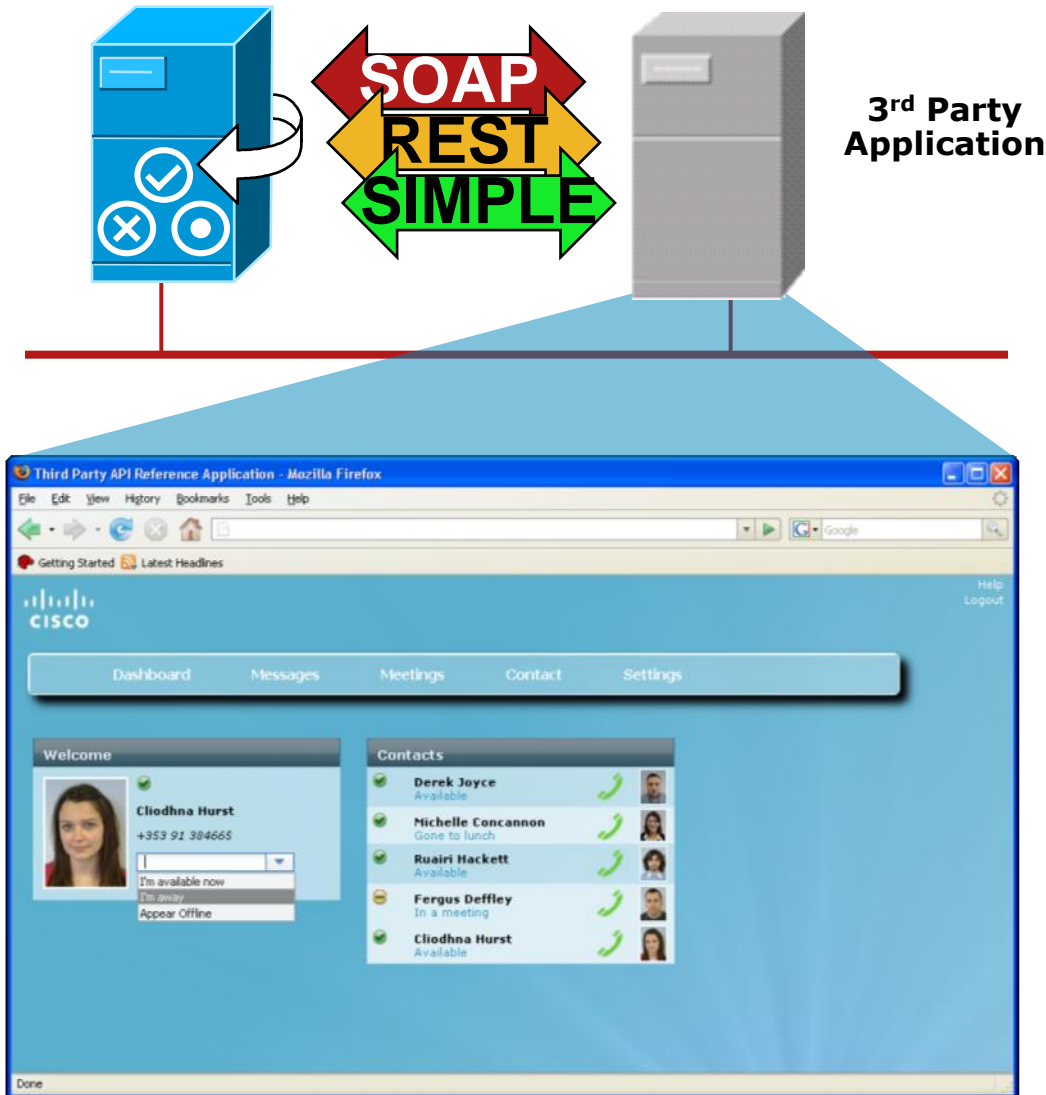 SOAP
REST
SIMPLE
3rd Party
Application
Third Party API Reference Application - Mozilla Firefox
File Edit View History Bookmarks Tools Help
G Google
Getting Started Latest Headlines
Help
Logout
CISCO
Dashboard Messages Meetings Contact Settings
Welcome
Cliodhna Hurst
+353 91 384665
I'm available now
I'm away
Appear Offline
Contacts
Derek Joyce
Available
Michelle Concannon
Gone to lunch
Ruairi Hackett
Available
Fergus Deffley
In a meeting
Cliodhna Hurst
Available
Done